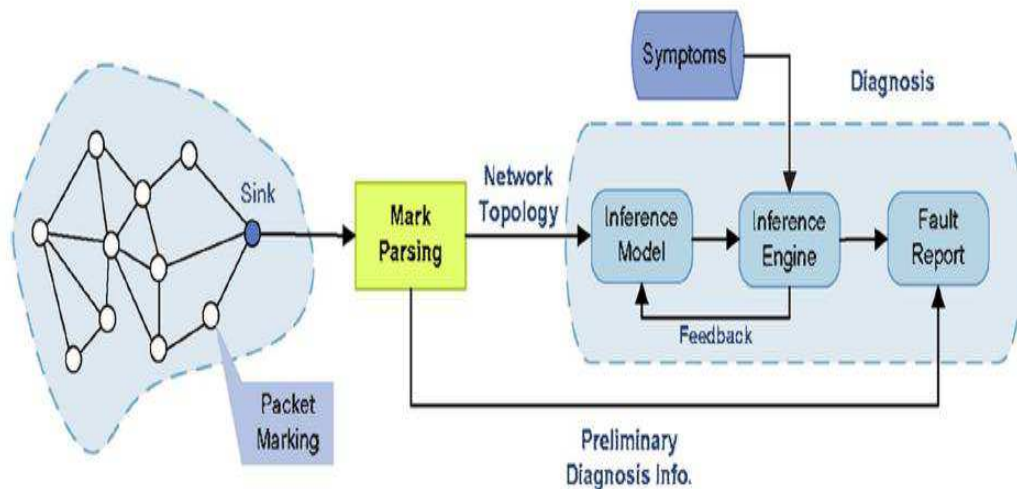 Symptoms
Diagnosis
Sink
Network
Topology
Mark
Parsing
Inference
Model
Inference
Engine
Fault
Report
Feedback
Packet
Marking
Preliminary
Diagnosis Info.